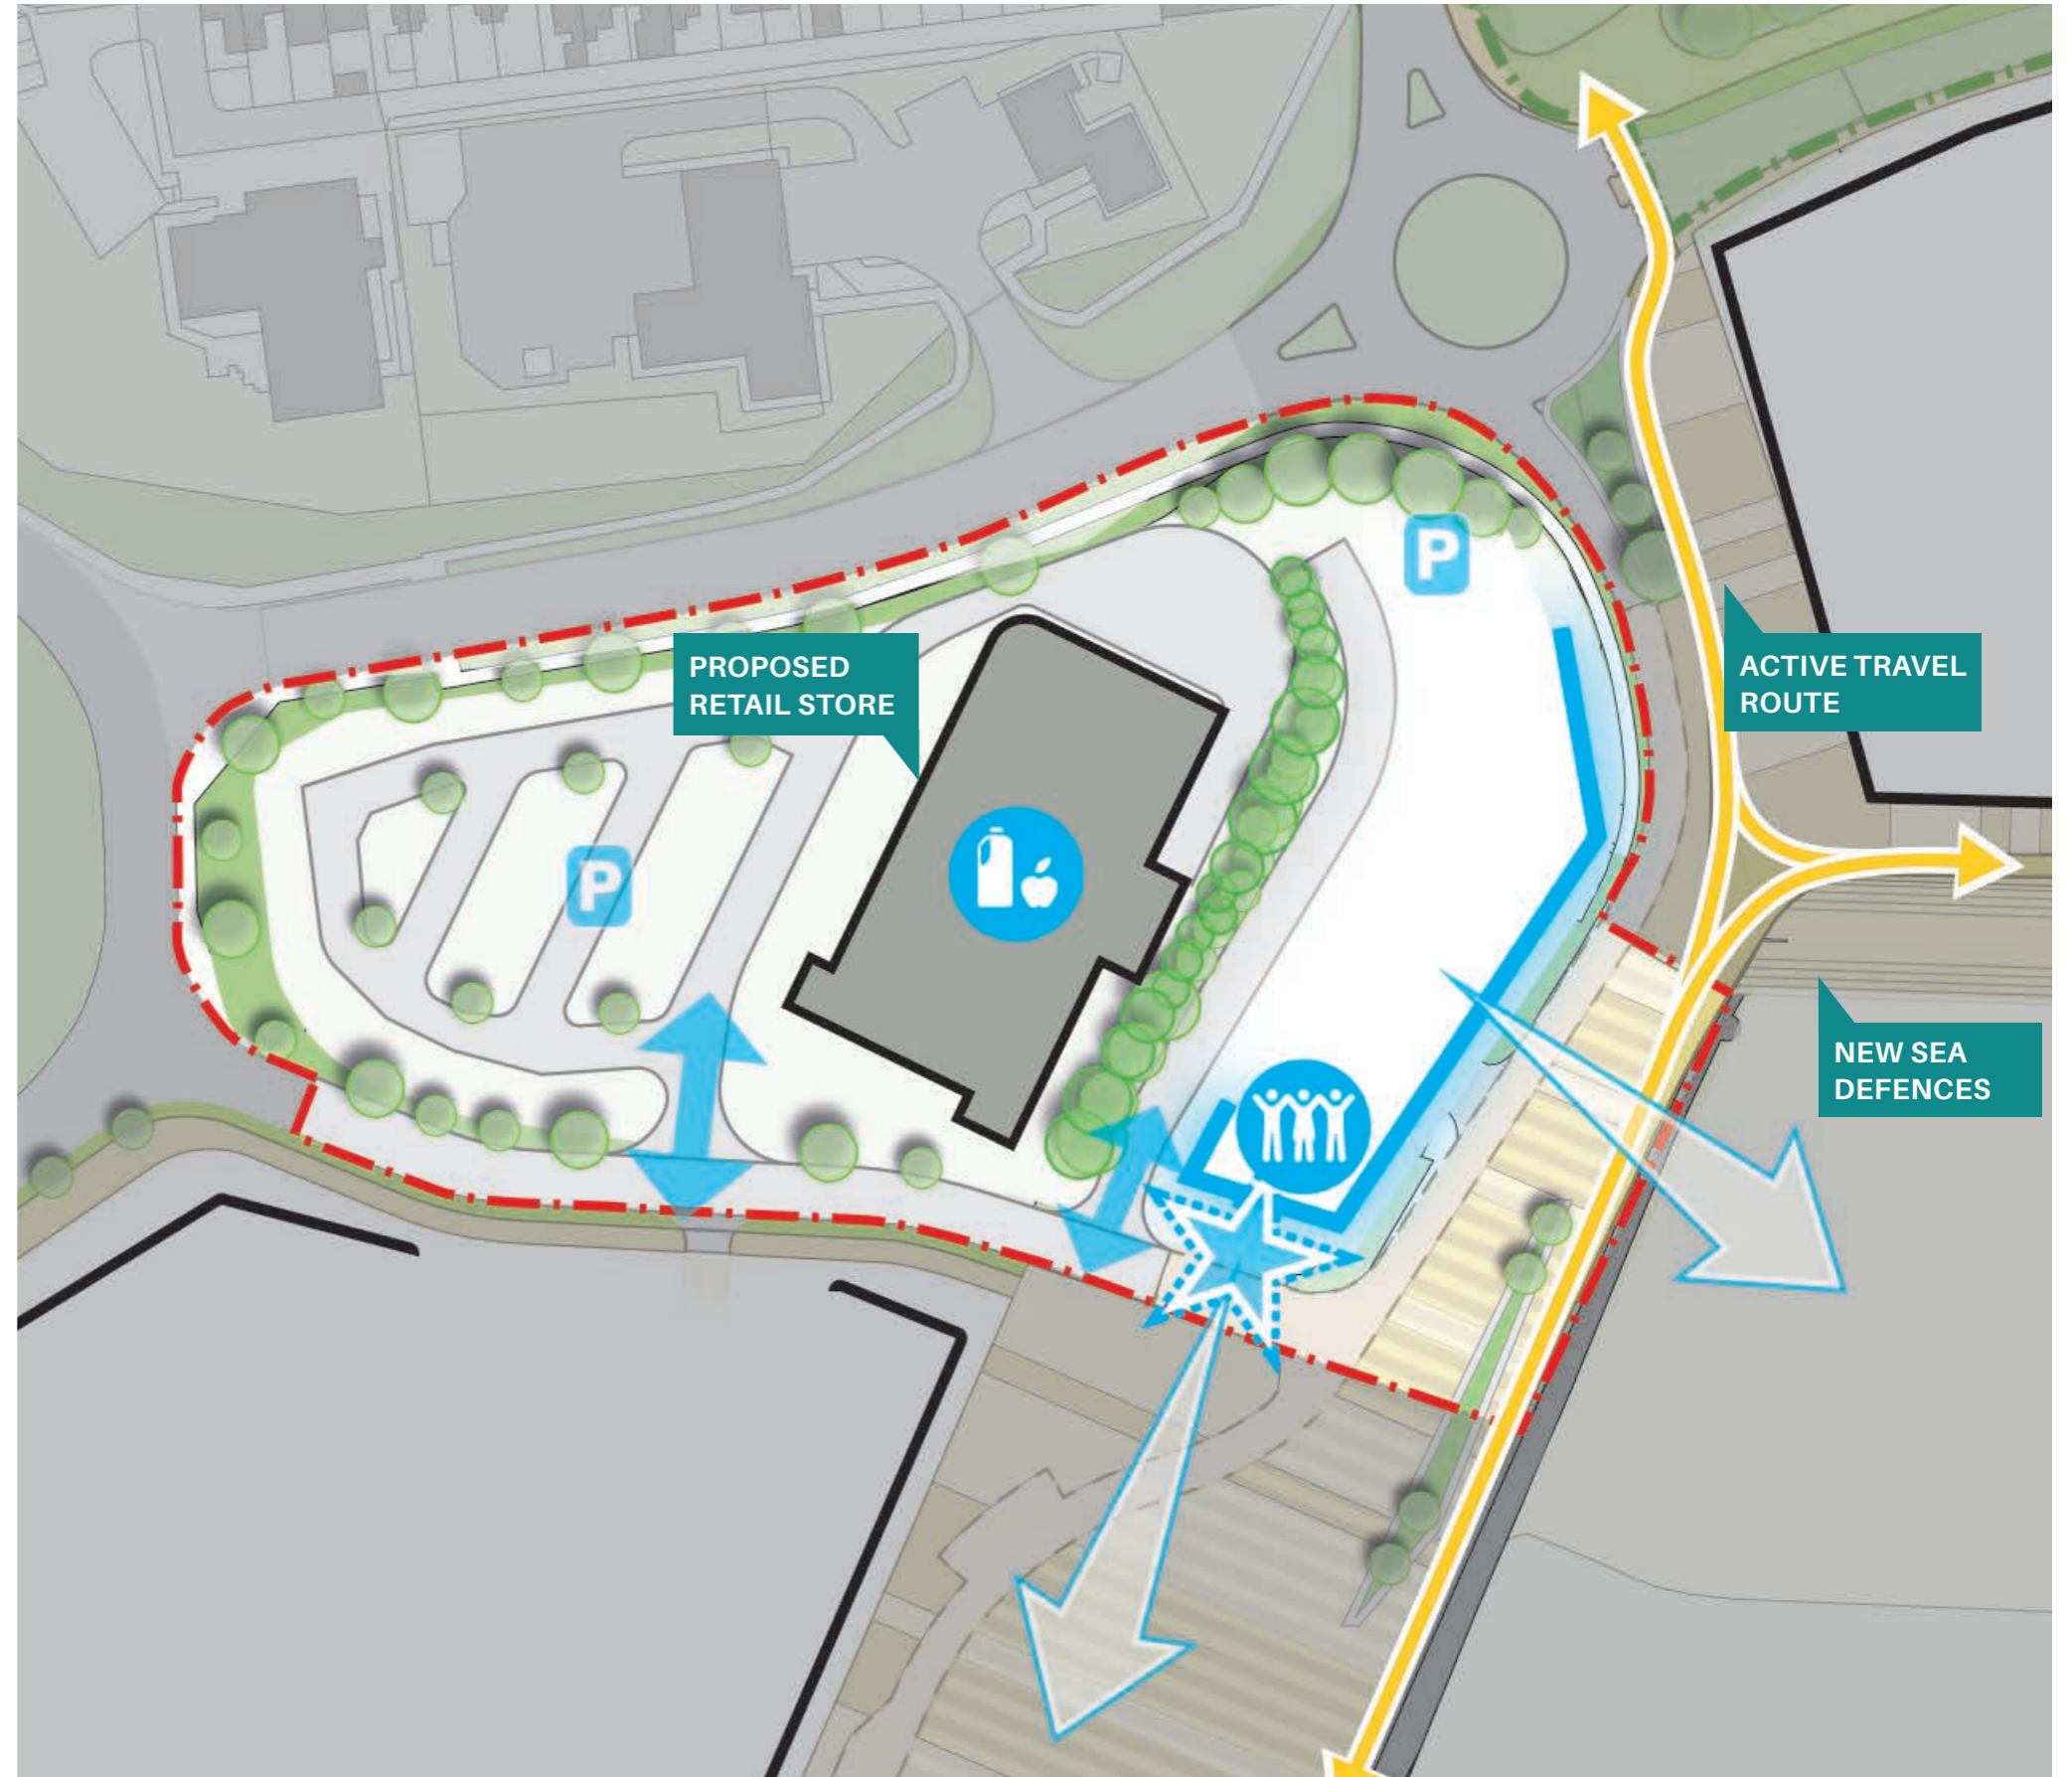 PROPOSED
RETAIL STORE
ACTIVE TRAVEL
ROUTE
P
P
NEW SEA
DEFENCES